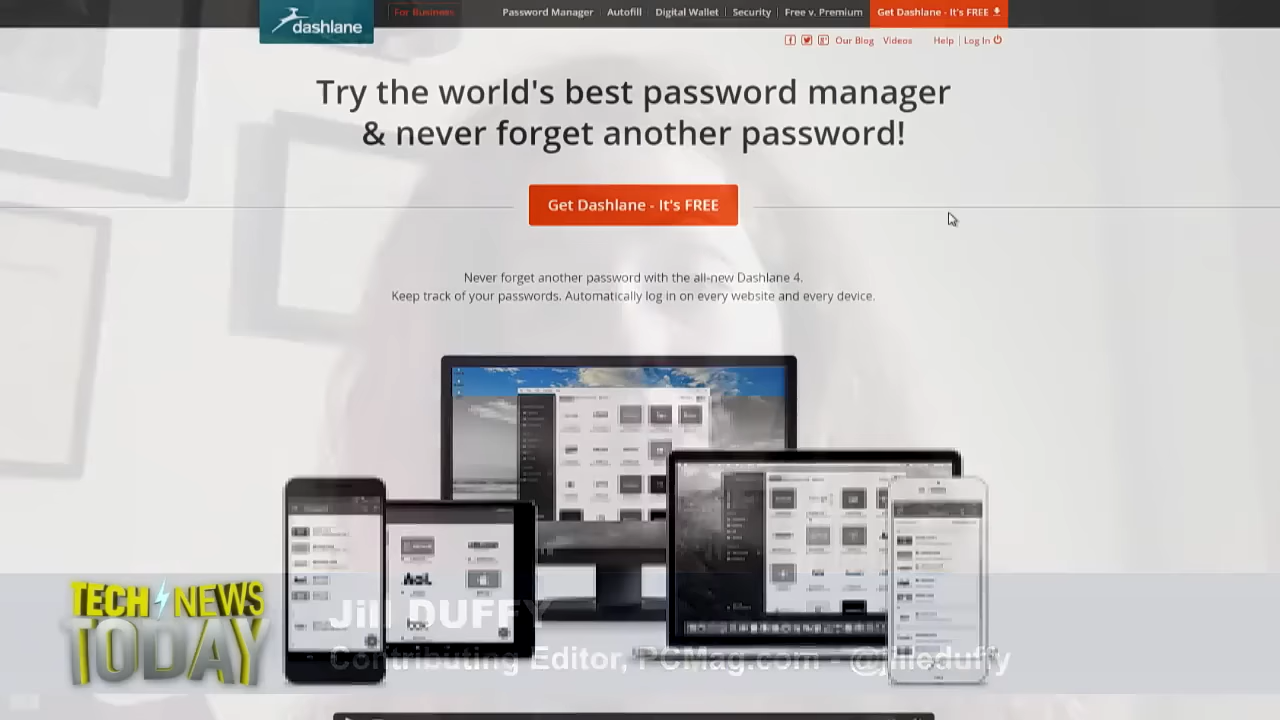 dashlane
For Business
Password Manager
Autofill
Digital Wallet
Security
Free v. Premium
Get Dashlane - It's FREE
Our Blog
Videos
Help
Log In
Try the world's best password manager
& never forget another password!
Get Dashlane - It's FREE
Never forget another password with the all-new Dashlane 4.
Keep track of your passwords. Automatically log in on every website and every device.
Aol.
TECH NEWS
TODAY
Jill DUFFY
Contributing Editor, PCMag.com - @jilleduffy